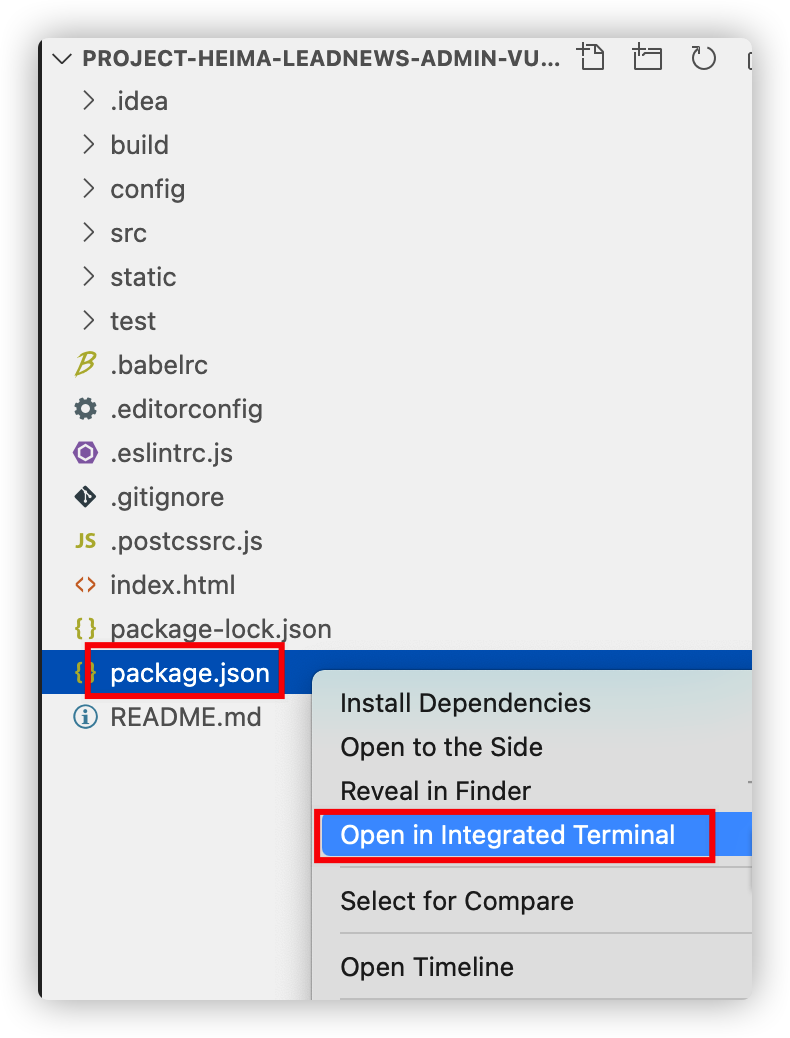 PROJECT-HEIMA-LEADNEWS-ADMIN-VU...
.idea
build
config
src
static
test
.babelrc
.editorconfig
.eslintrc.js
.gitignore
JS .postcssrc.js
index.html
package-lock.json
package.json
README.md
Install Dependencies
Open to the Side
Reveal in Finder
Open in Integrated Terminal
Select for Compare
Open Timeline